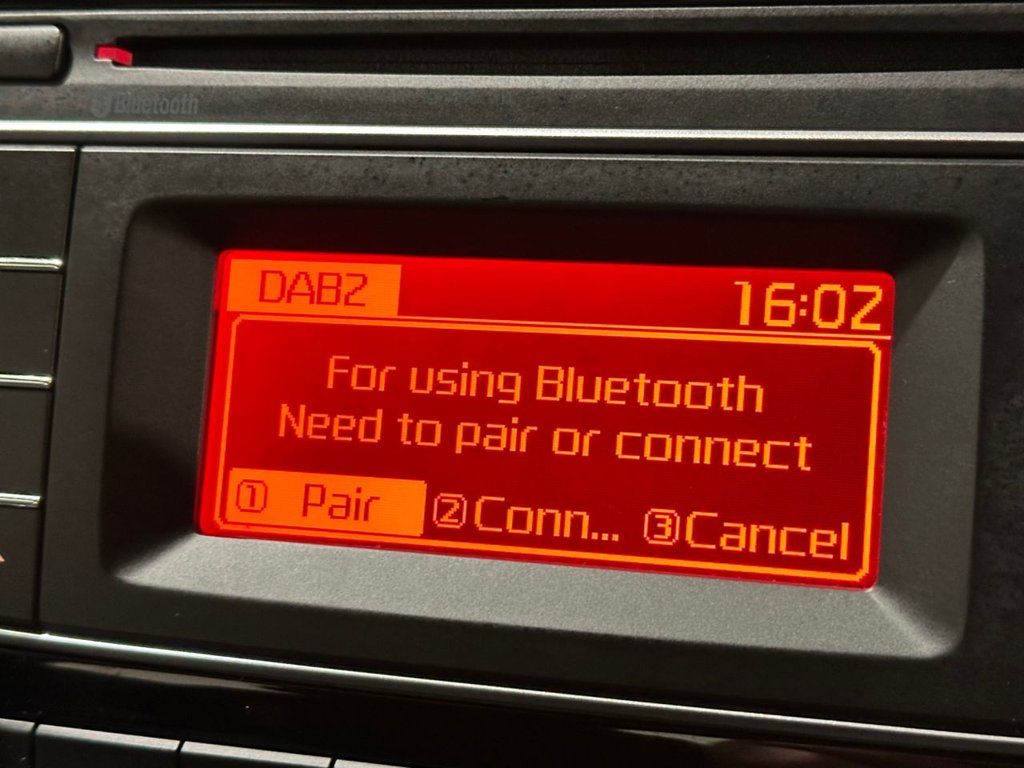 Bluetooth
DAB2 16:02
For using Bluetooth
Need to pair or connect
① Pair ②Conn... ③Cancel